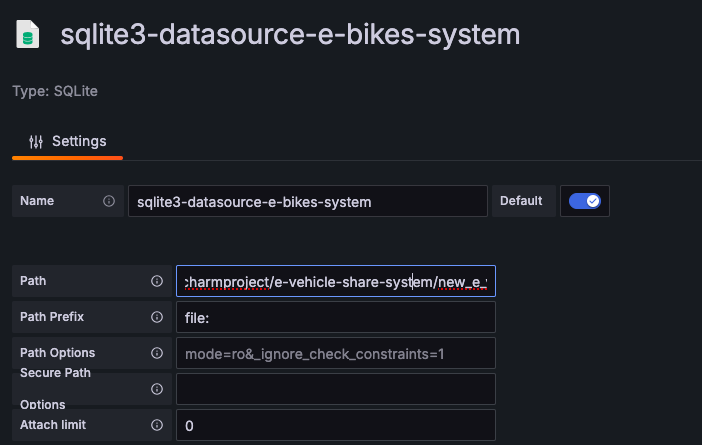 sqlite3-datasource-e-bikes-system
Type: SQLite
Settings
Name
sqlite3-datasource-e-bikes-system
Default
Path
charmproject/e-vehicle-share-system/new_e_
Path Prefix
file:
Path Options
mode=ro&_ignore_check_constraints=1
Secure Path
Options
Attach limit
0